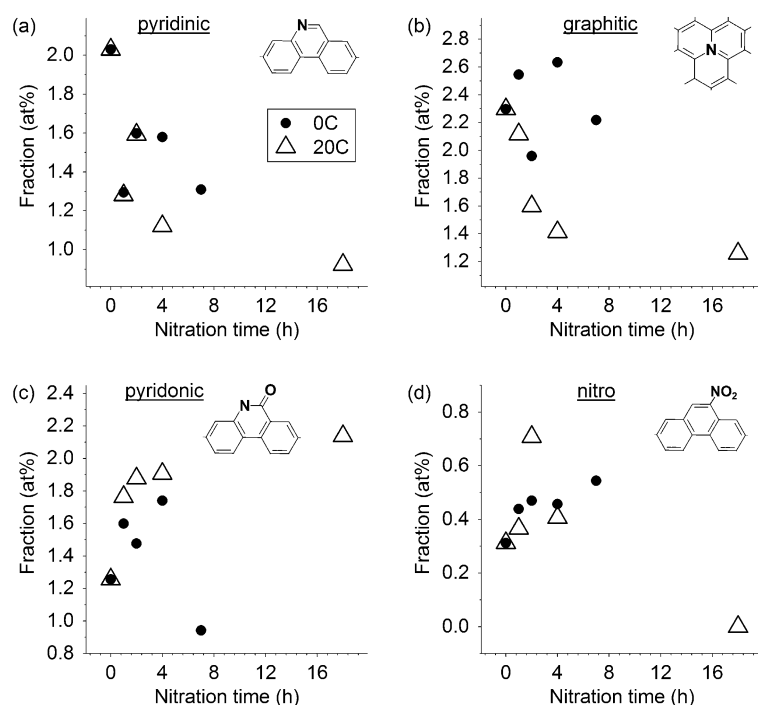 (a) pyridinic
N
2.0
1.6
1.2
1.0
Fraction (at%)
0C
20C
0 4 8 12 16
Nitration time (h)
(b) graphitic
N
2.8
2.6
2.4
2.2
2.0
1.8
1.6
1.4
1.2
Fraction (at%)
0 4 8 12 16
Nitration time (h)
(c) pyridonic
O
N
2.4
2.2
2.0
1.8
1.6
1.4
1.2
1.0
0.8
Fraction (at%)
0 4 8 12 16
Nitration time (h)
(d) nitro
NO2
0.8
0.6
0.4
0.2
0.0
Fraction (at%)
0 4 8 12 16
Nitration time (h)